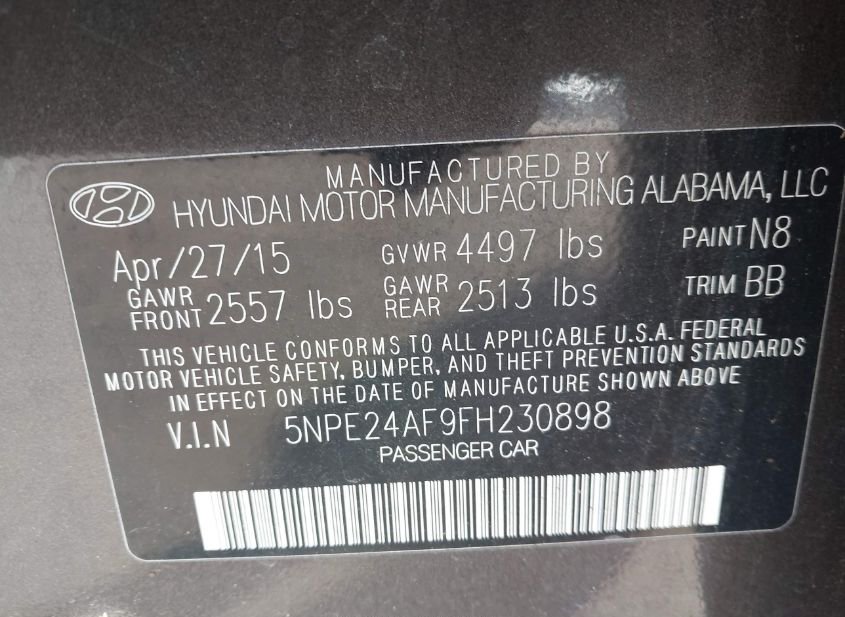 MANUFACTURED BY
HYUNDAI MOTOR MANUFACTURING ALABAMA, LLC
Apr/27/15 GVWR 4497 lbs PAINT N8
GAWR FRONT 2557 lbs GAWR REAR 2513 lbs TRIM BB
THIS VEHICLE CONFORMS TO ALL APPLICABLE U.S.A. FEDERAL
MOTOR VEHICLE SAFETY, BUMPER, AND THEFT PREVENTION STANDARDS
IN EFFECT ON THE DATE OF MANUFACTURE SHOWN ABOVE
V.I.N 5NPE24AF9FH230898
PASSENGER CAR